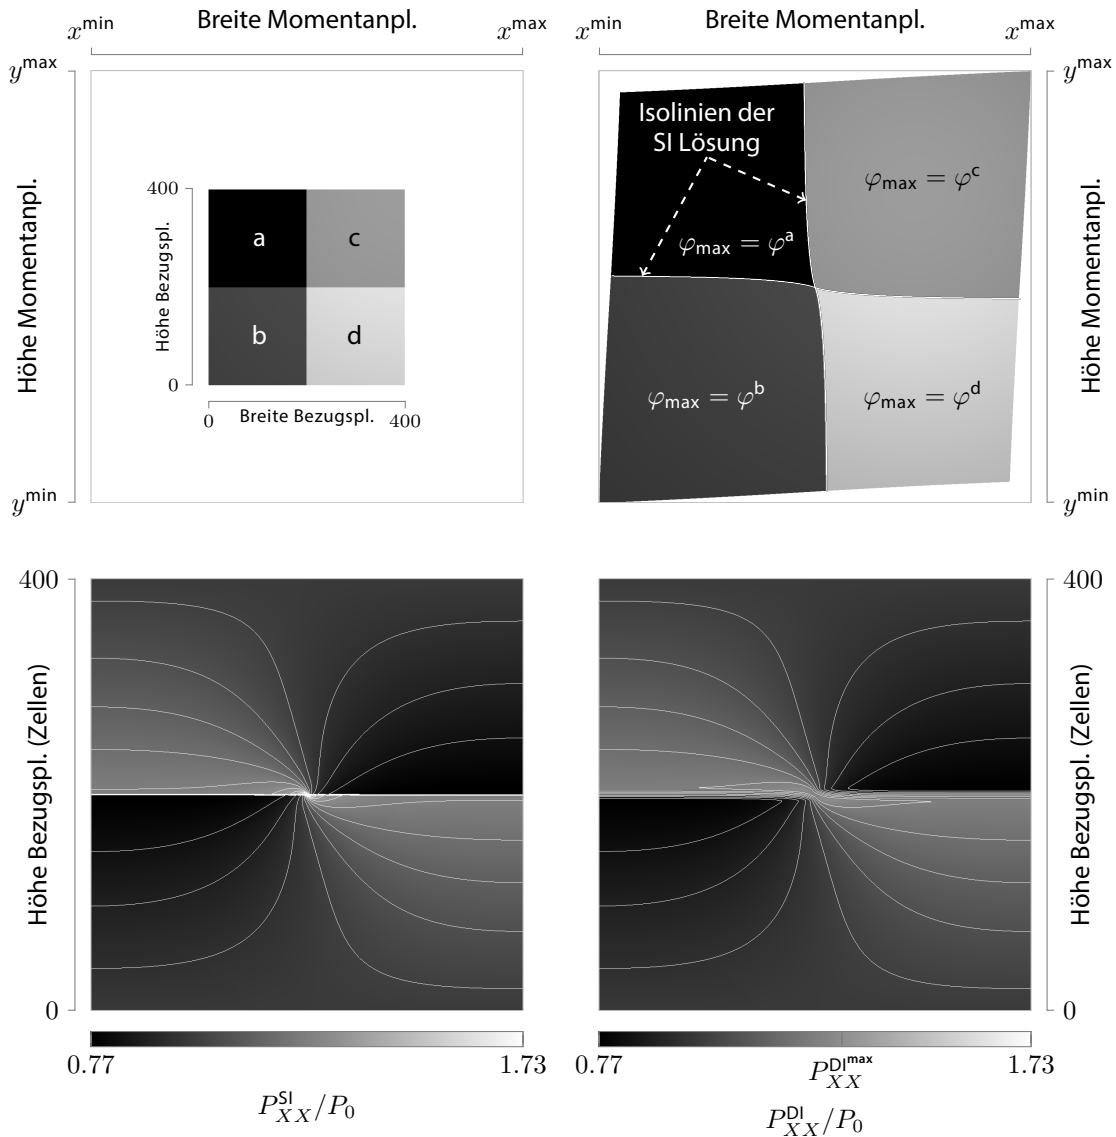 Breite Momentanpl.
x^min x^max
Breite Momentanpl.
x^min x^max
y^max
Höhe Momentanpl.
y^min
400
Höhe Bezugspl.
0
a
c
b
d
0 Breite Bezugspl. 400
Isolinien der
SI Lösung
φ_max = φ^a
φ_max = φ^c
φ_max = φ^b
φ_max = φ^d
y^max
Höhe Momentanpl.
y^min
400
Höhe Bezugspl. (Zellen)
0
400
Höhe Bezugspl. (Zellen)
0
0.77 1.73
P_XX^SI/P_0
0.77 P_XX^DI^max 1.73
P_XX^DI/P_0